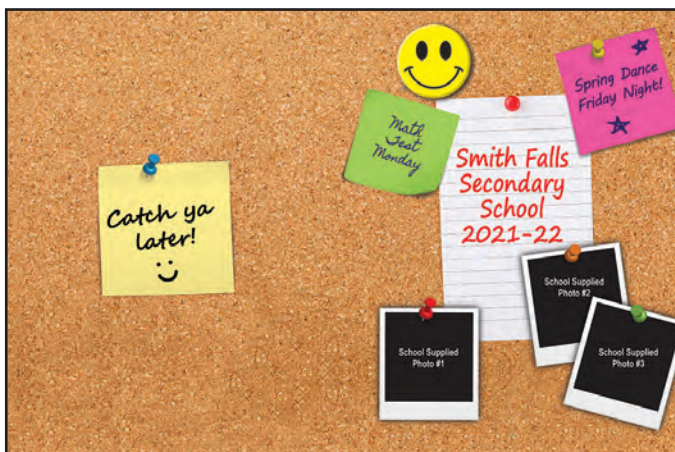 Catch ya
later!
Math
Test
Monday
Spring Dance
Friday Night!
Smith Falls
Secondary
School
2021-22
School Supplied
Photo #1
School Supplied
Photo #2
School Supplied
Photo #3